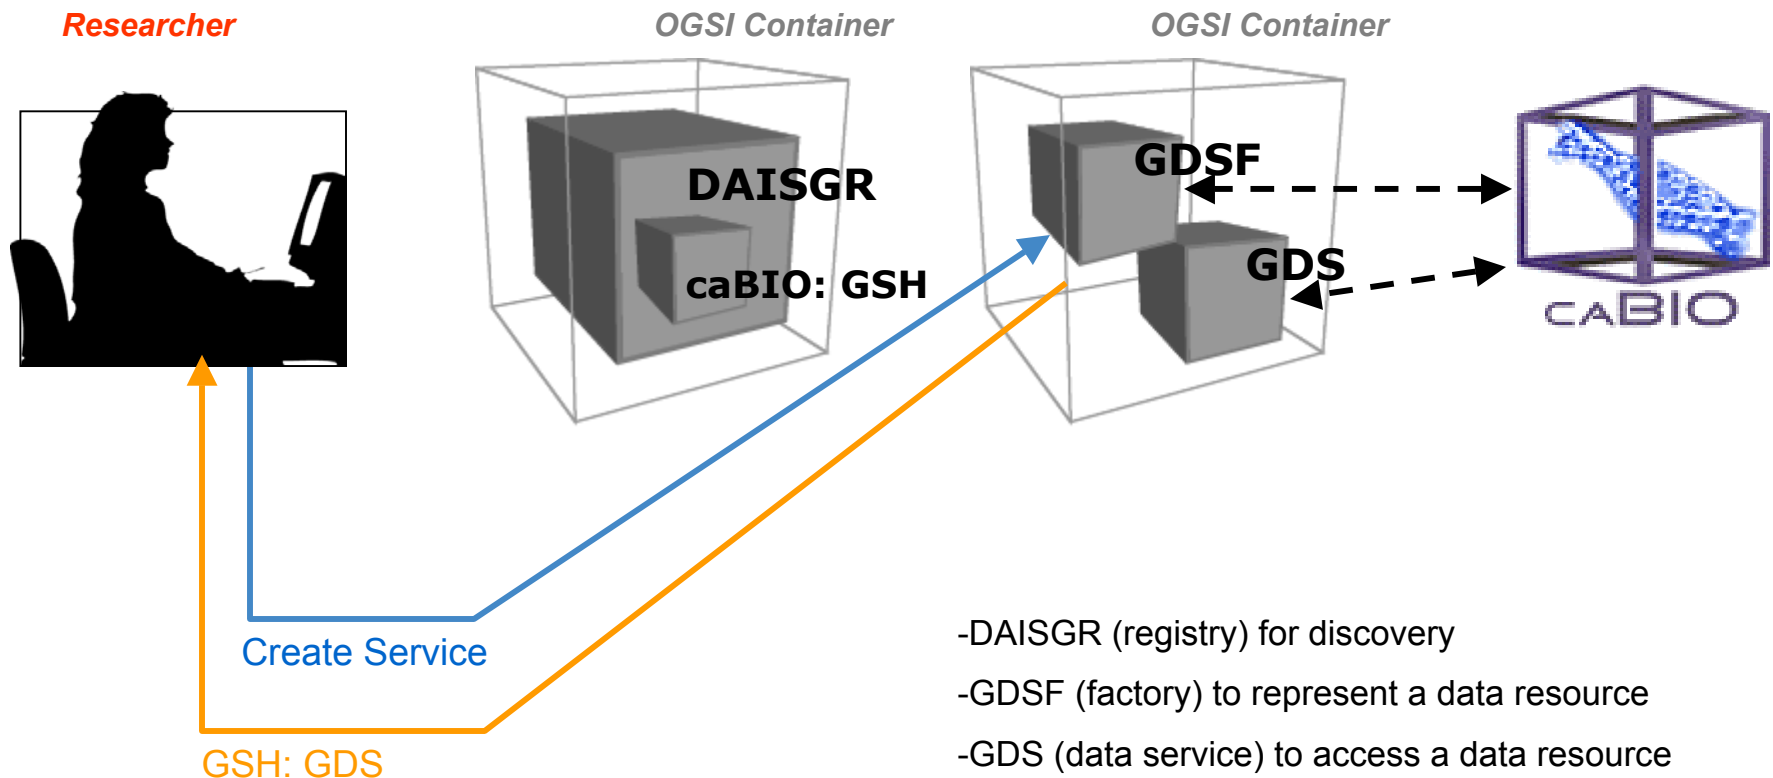 Researcher
OGSI Container
OGSI Container
DAISGR
caBIO: GSH
GDSF
GDS
CABIO
Create Service
GSH: GDS
-DAISGR (registry) for discovery
-GDSF (factory) to represent a data resource
-GDS (data service) to access a data resource